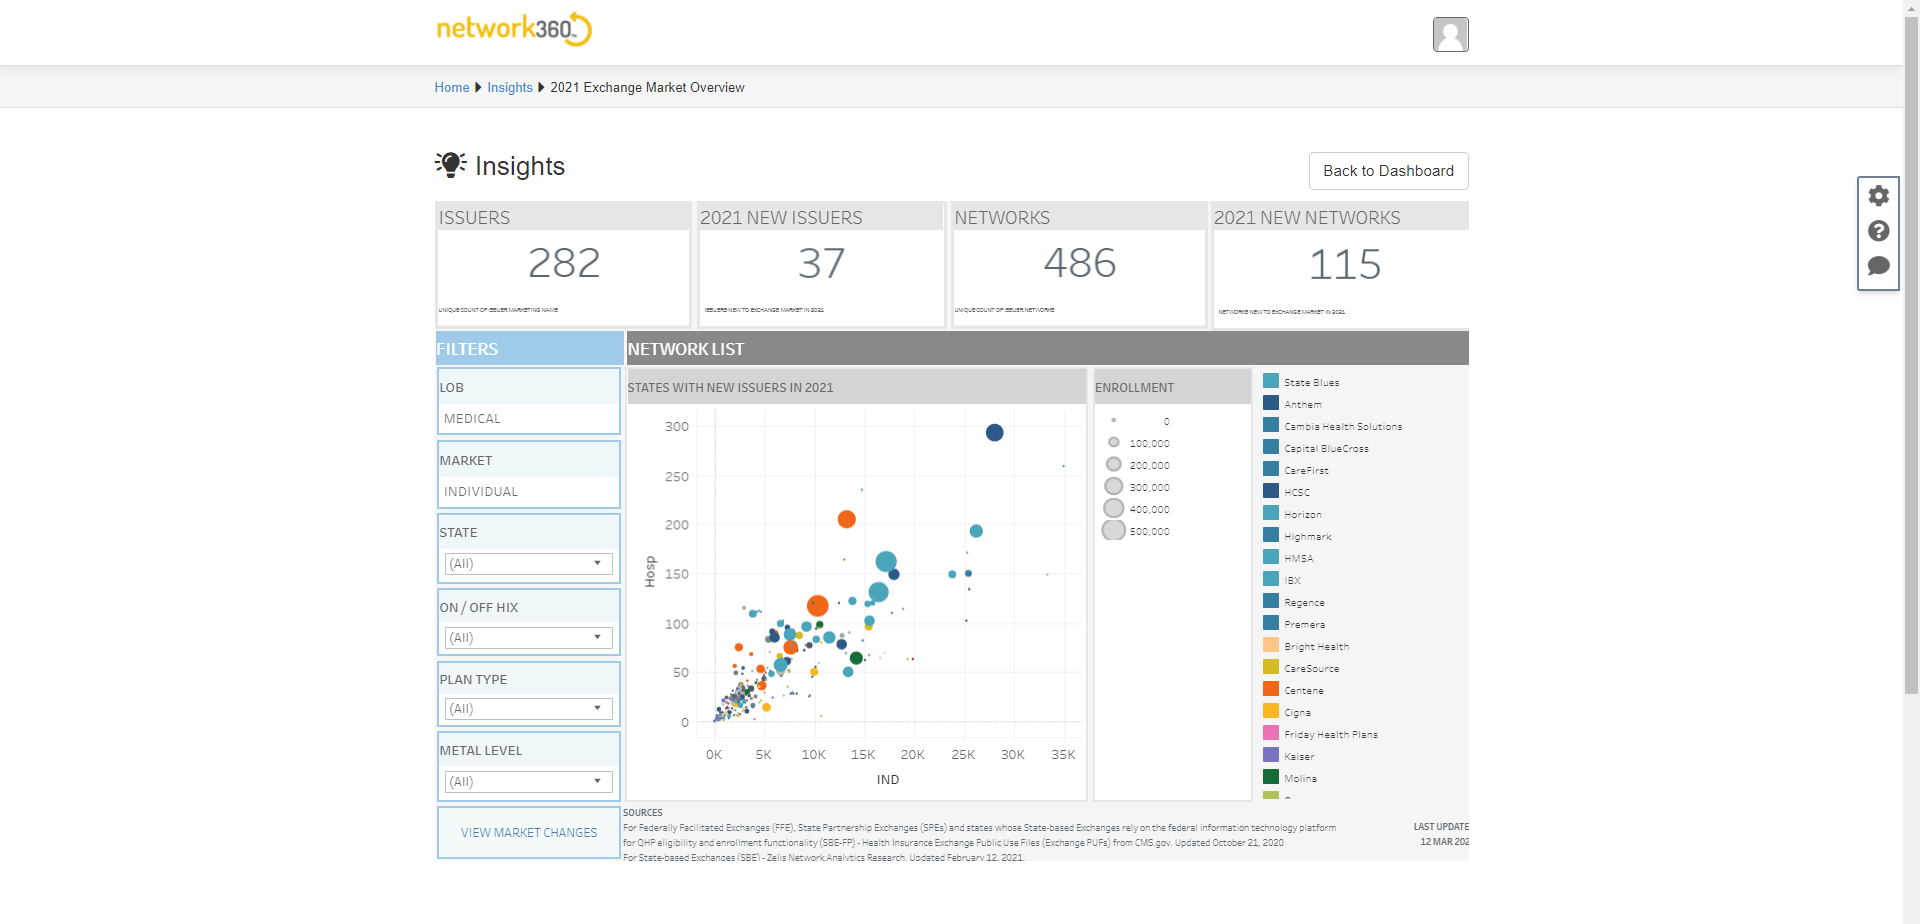 network360
Home Insights 2021 Exchange Market Overview
Insights
Back to Dashboard
ISSUERS
282
UNIQUE COUNT OF ISSUER MARKETING NAME
2021 NEW ISSUERS
37
ISSUERS NEW TO EXCHANGE MARKET IN 2021
NETWORKS
486
UNIQUE COUNT OF ISSUER NETWORKS
2021 NEW NETWORKS
115
NETWORKS NEW TO EXCHANGE MARKET IN 2021
FILTERS
LOB
MEDICAL
MARKET
INDIVIDUAL
STATE
(All)
ON / OFF HIX
(All)
PLAN TYPE
(All)
METAL LEVEL
(All)
VIEW MARKET CHANGES
NETWORK LIST
STATES WITH NEW ISSUERS IN 2021
300
250
200
150
100
50
0
Hosp
0K 5K 10K 15K 20K 25K 30K 35K
IND
ENROLLMENT
0
100,000
200,000
300,000
400,000
500,000
State Blues
Anthem
Cambia Health Solutions
Capital BlueCross
CareFirst
HCSC
Horizon
Highmark
HMSA
IBX
Regence
Premera
Bright Health
CareSource
Centene
Cigna
Friday Health Plans
Kaiser
Molina
SOURCES
For Federally Facilitated Exchanges (FFE), State Partnership Exchanges (SPEs) and states whose State-based Exchanges rely on the federal information technology platform
for QHP eligibility and enrollment functionality (SBE-FP) - Health Insurance Exchange Public Use Files (Exchange PUFs) from CMS.gov. Updated October 21, 2020
For State-based Exchanges (SBE) - Zelis Network Analytics Research. Updated February 12, 2021.
LAST UPDATE
12 MAR 202